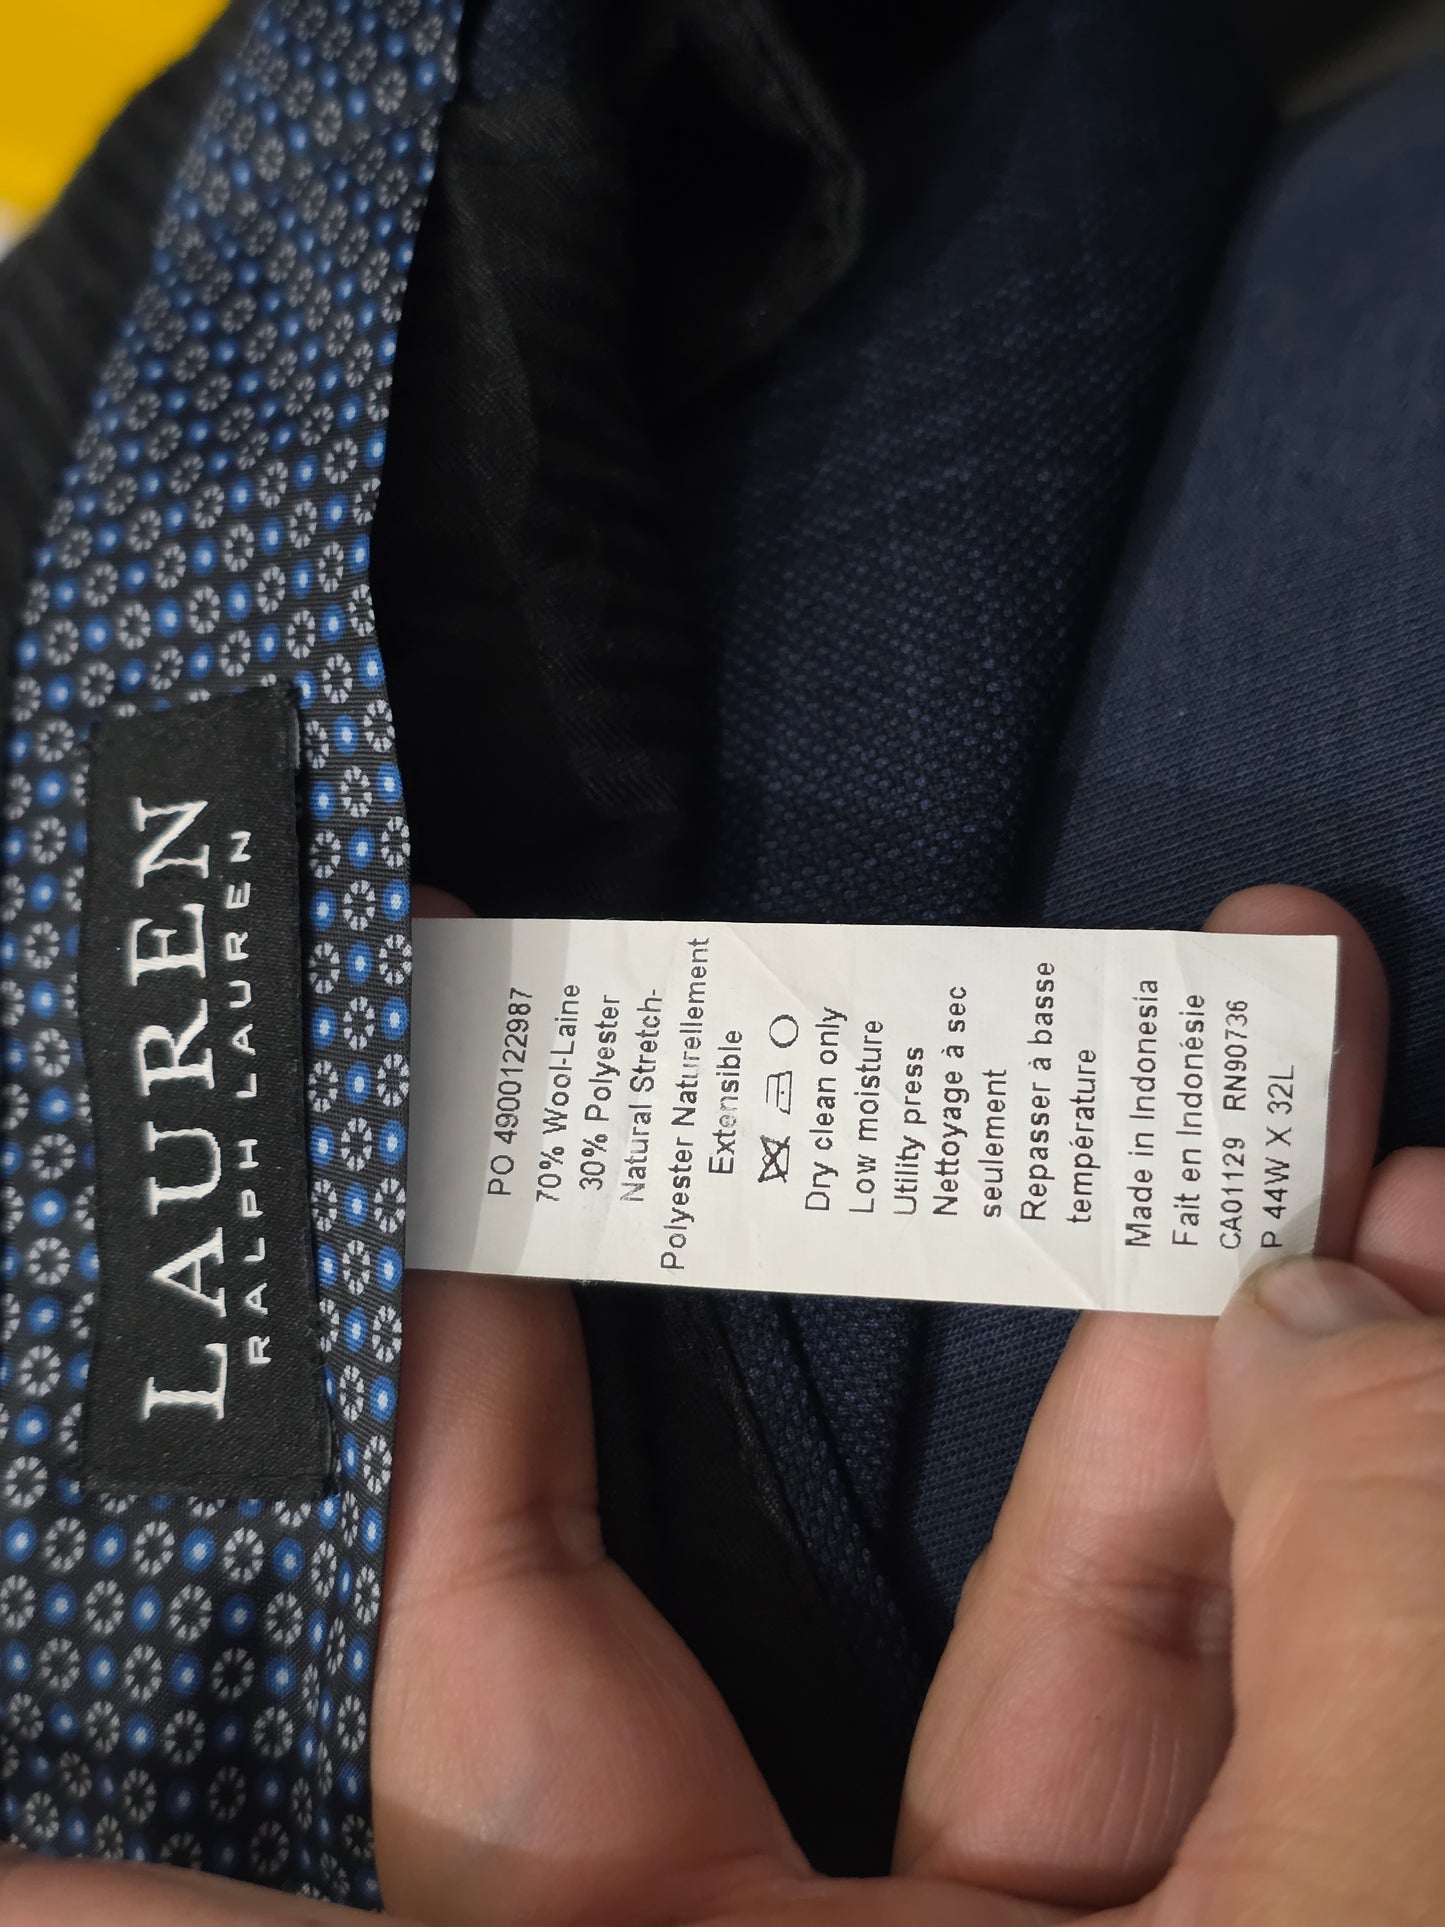 LAUREN
RALPH LAUREN
PO 4900122987
70% Wool-Laine
30% Polyester
Natural Stretch-
Polyester Naturellement
Extensible
Dry clean only
Low moisture
Utility press
Nettoyage à sec
seulement
Repasser à basse
température
Made in Indonesia
Fait en Indonésie
CA01129 RN90736
P 44W X 32L